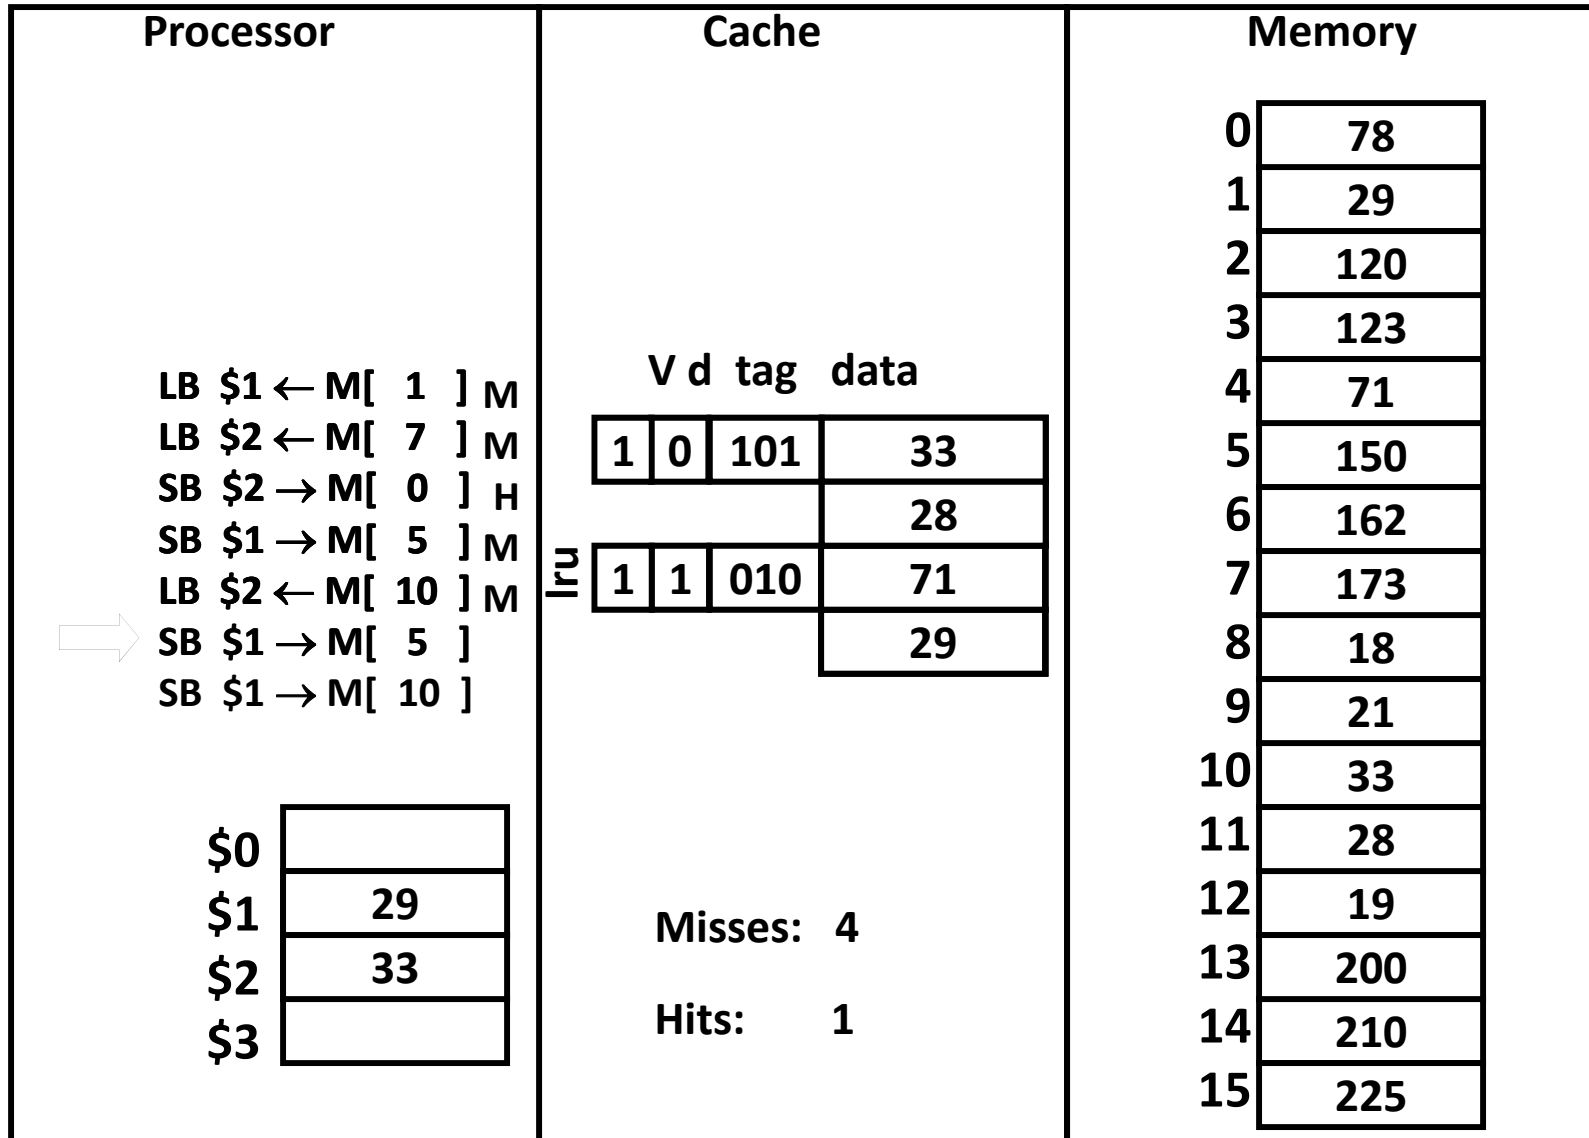 Processor
LB $1 ← M[ 1 ] M
LB $2 ← M[ 7 ] M
SB $2 → M[ 0 ] H
SB $1 → M[ 5 ] M
LB $2 ← M[ 10 ] M
SB $1 → M[ 5 ]
SB $1 → M[ 10 ]
$0
$1 29
$2 33
$3
Cache
V d tag data
1 0 101 33
28
lru
1 1 010 71
29
Misses: 4
Hits: 1
Memory
0 78
1 29
2 120
3 123
4 71
5 150
6 162
7 173
8 18
9 21
10 33
11 28
12 19
13 200
14 210
15 225